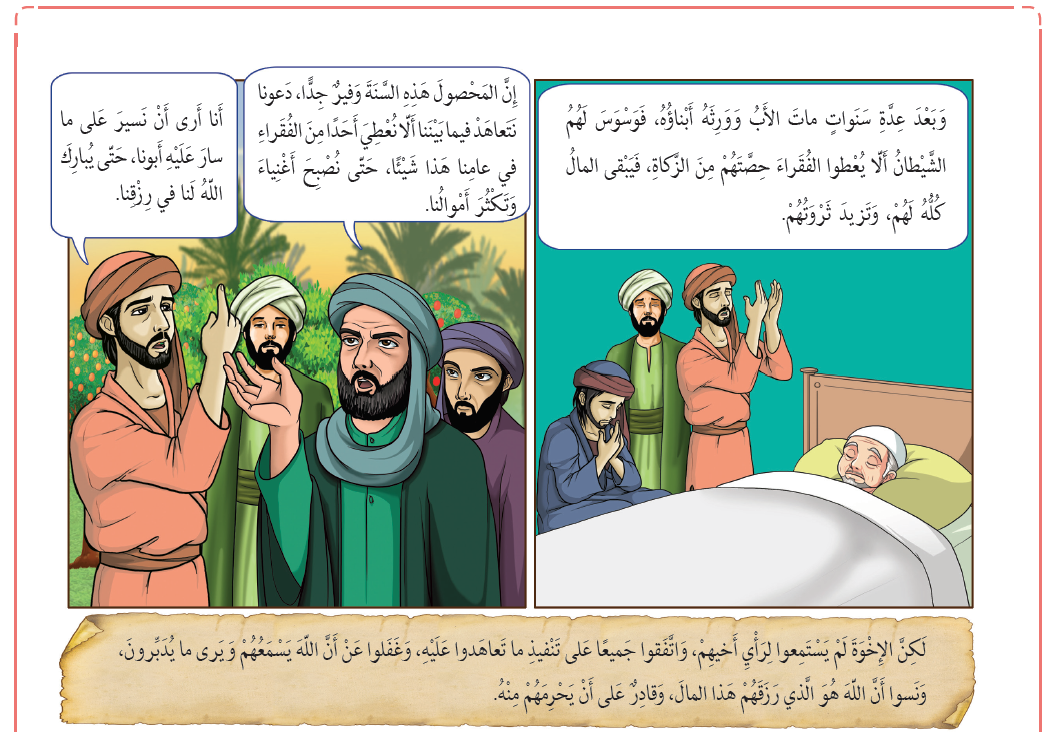 وَبَعْدَ عِدَّةِ سَنَواتٍ ماتَ الأَبُ وَوَرِثَهُ أَبْناؤُهُ، فَوَسْوَسَ لَهُمُ
الشَّيْطانُ أَلّا يُعْطوا الفُقَراءَ حِصَّتَهُمْ مِنَ الزَّكاةِ، فَيَبْقى المالُ
كُلُّهُ لَهُمْ، وَتَزيدَ ثَرْوَتُهُمْ.
إِنَّ المَحْصولَ هَذِهِ السَّنَةَ وَفيرٌ جِدًّا، دَعونا
نَتَعاهَدْ فيما بَيْنَنا أَلّا نُعْطِيَ أَحَدًا مِنَ الفُقَراءِ
في عامِنا هَذا شَيْئًا، حَتّى نُصْبِحَ أَغْنِياءَ
وَتَكْثُرَ أَمْوالُنا.
أَنا أَرى أَنْ نَسيرَ عَلى ما
سارَ عَلَيْهِ أَبونا، حَتّى يُبارِكَ
اللّهُ لَنا في رِزْقِنا.
لَكِنَّ الإِخْوَةَ لَمْ يَسْتَمِعوا لِرَأْيِ أَخيهِمْ، وَاتَّفَقوا جَميعًا عَلى تَنْفيذِ ما تَعاهَدوا عَلَيْهِ، وَغَفَلوا عَنْ أَنَّ اللّهَ يَسْمَعُهُمْ وَيَرى ما يُدَبِّرونَ،
وَنَسوا أَنَّ اللّهَ هُوَ الَّذي رَزَقَهُمْ هَذا المالَ، وَقادِرٌ عَلى أَنْ يَحْرِمَهُمْ مِنْهُ.